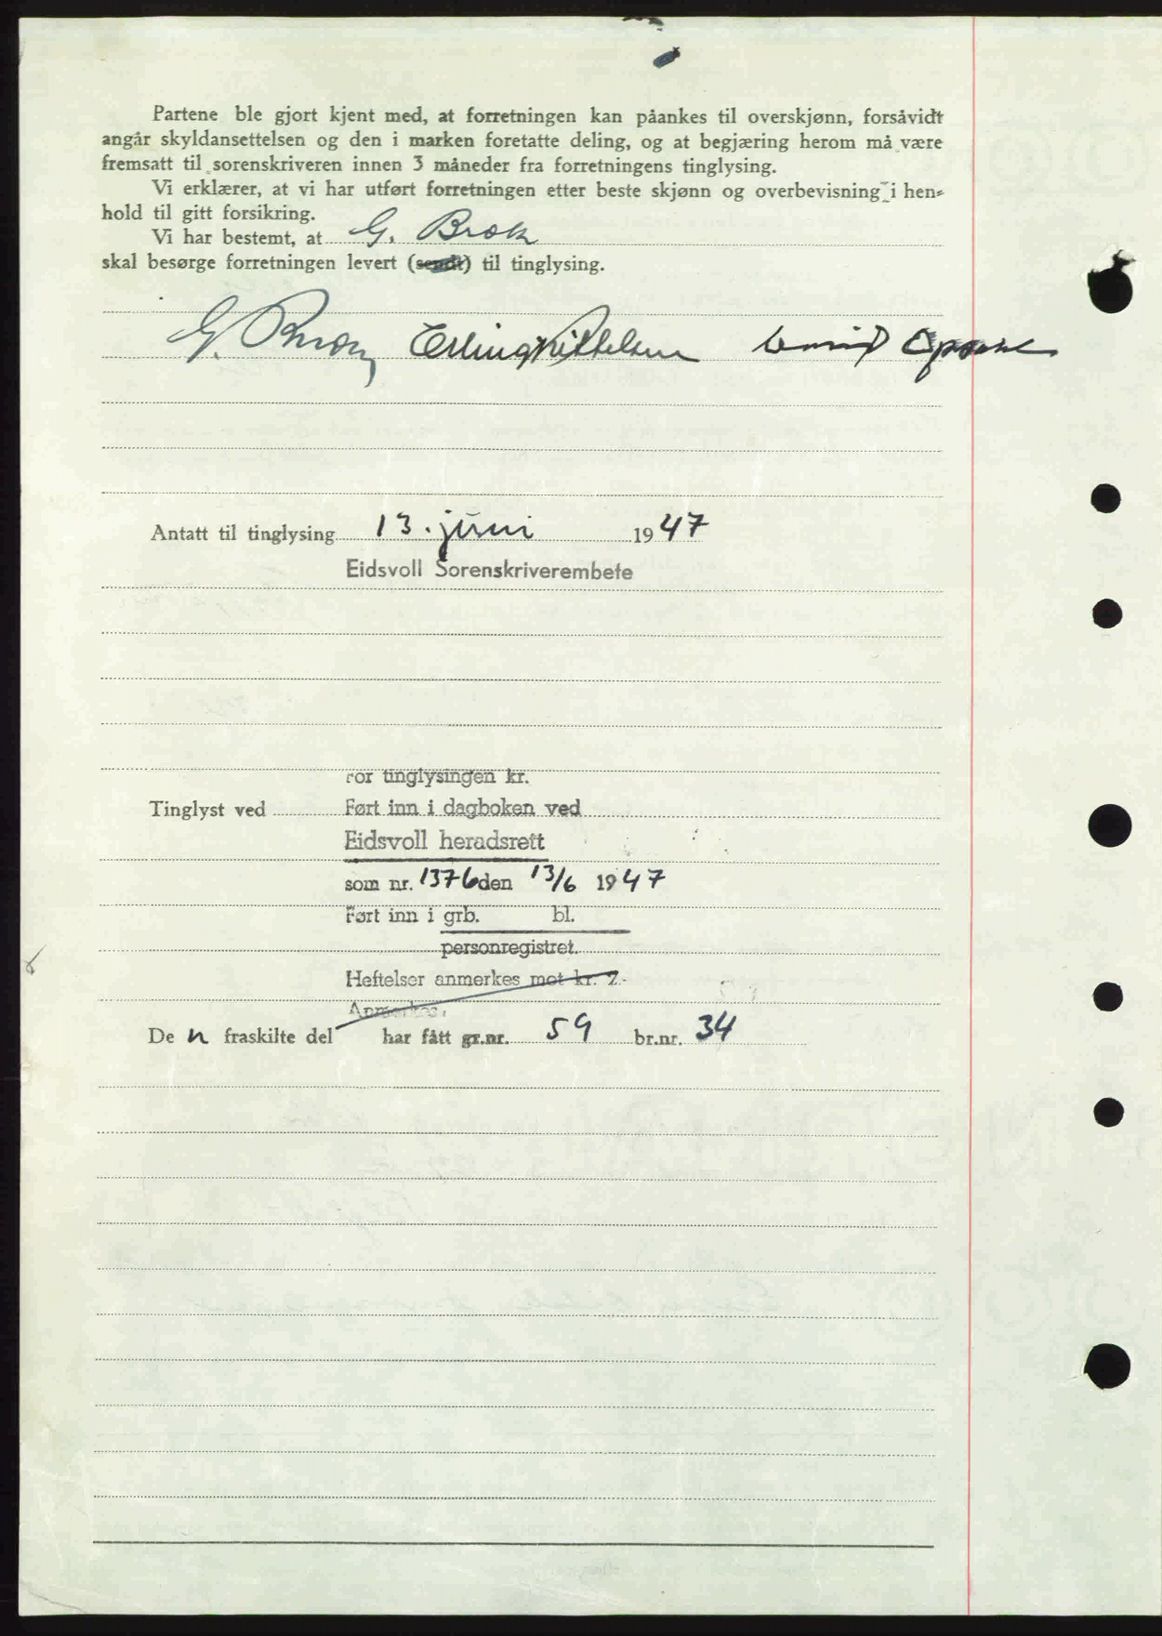 Partene ble gjort kjent med, at forretningen kan påankes til overskjønn, forsåvidt
angår skyldansettelsen og den i marken foretatte deling, og at begjæring herom må være
fremsatt til sorenskriveren innen 3 måneder fra forretningens tinglysing.
Vi erklærer, at vi har utført forretningen etter beste skjønn og overbevisning i hen-
hold til gitt forsikring.
Vi har bestemt, at G. Brok
skal besørge forretningen levert (sendt) til tinglysing.
G. Erling Kittelsen
Antatt til tinglysing 13. juni 1947
Eidsvoll Sorenskriverembete
For tinglysingen kr.
Tinglyst ved Ført inn i dagboken ved
Eidsvoll heradsrett
som nr. 1376 den 13/6 1947
Ført inn i grb. bl.
personregistret.
Heftelser anmerkes mot kr. 2.-
Anmerkes.
De n fraskilte del har fått gr.nr. 59 br.nr. 34